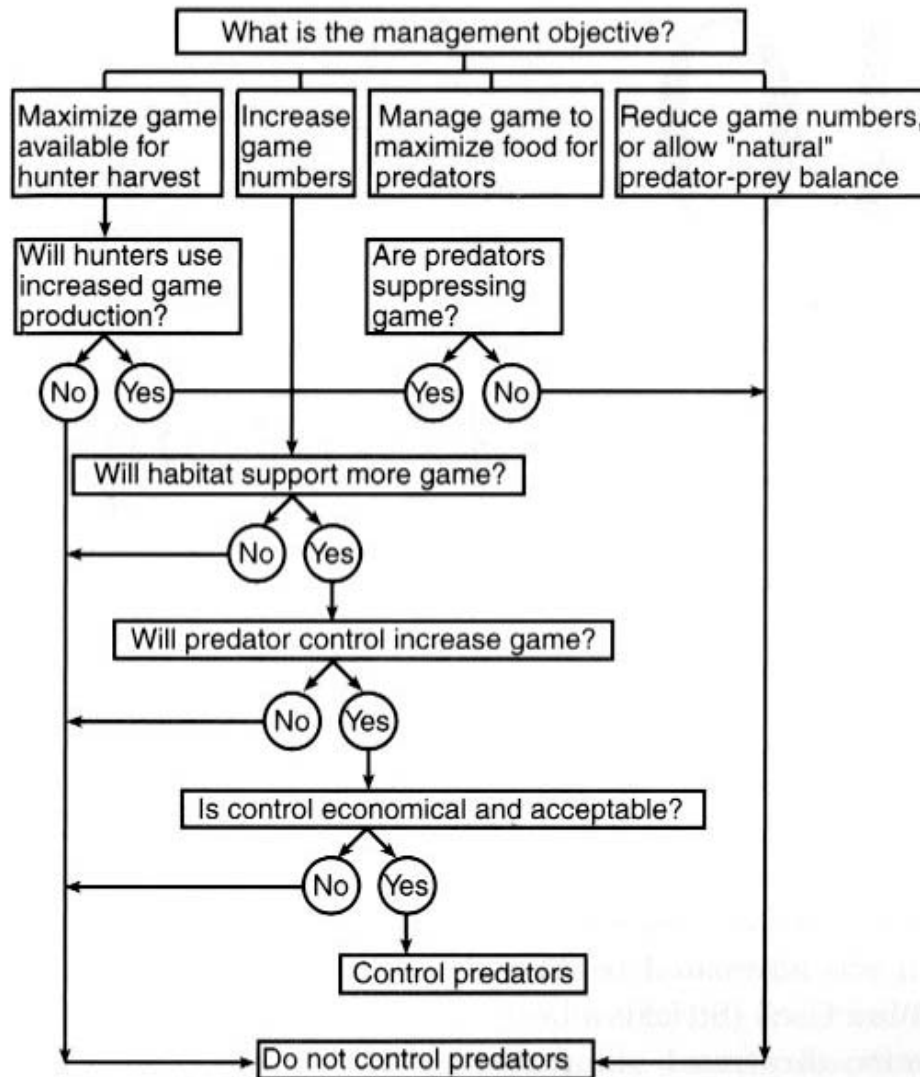 What is the management objective?
Maximize game
available for
hunter harvest
Increase
game
numbers
Manage game to
maximize food for
predators
Reduce game numbers,
or allow "natural"
predator-prey balance
Will hunters use
increased game
production?
Are predators
suppressing
game?
No
Yes
Yes
No
Will habitat support more game?
No
Yes
Will predator control increase game?
No
Yes
Is control economical and acceptable?
No
Yes
Control predators
Do not control predators